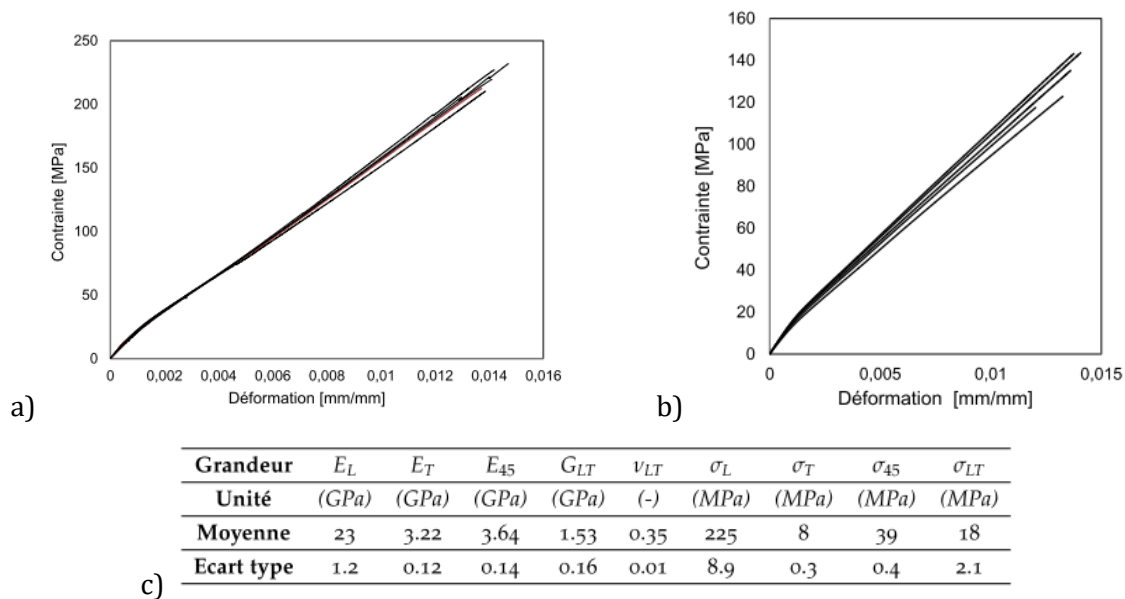 250
200
150
100
50
0
Contrainte [MPa]
0 0,002 0,004 0,006 0,008 0,01 0,012 0,014 0,016
Déformation [mm/mm]
a)
160
140
120
100
80
60
40
20
0
Contrainte [MPa]
0 0,005 0,01 0,015
Déformation [mm/mm]
b)
Grandeur E_L E_T E_45 G_LT ν_LT σ_L σ_T σ_45 σ_LT
Unité (GPa) (GPa) (GPa) (GPa) (-) (MPa) (MPa) (MPa) (MPa)
Moyenne 23 3.22 3.64 1.53 0.35 225 8 39 18
Ecart type 1.2 0.12 0.14 0.16 0.01 8.9 0.3 0.4 2.1
c)